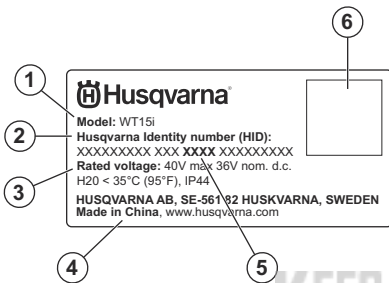 6
1
Husqvarna
Model: WT15i
2
Husqvarna Identity number (HID):
XXXXXXXXX XXX XXXX XXXXXXXXX
3
Rated voltage: 40V max 36V nom. d.c.
H20 < 35°C (95°F), IP44
HUSQVARNA AB, SE-561 82 HUSKVARNA, SWEDEN
Made in China, www.husqvarna.com
4
5